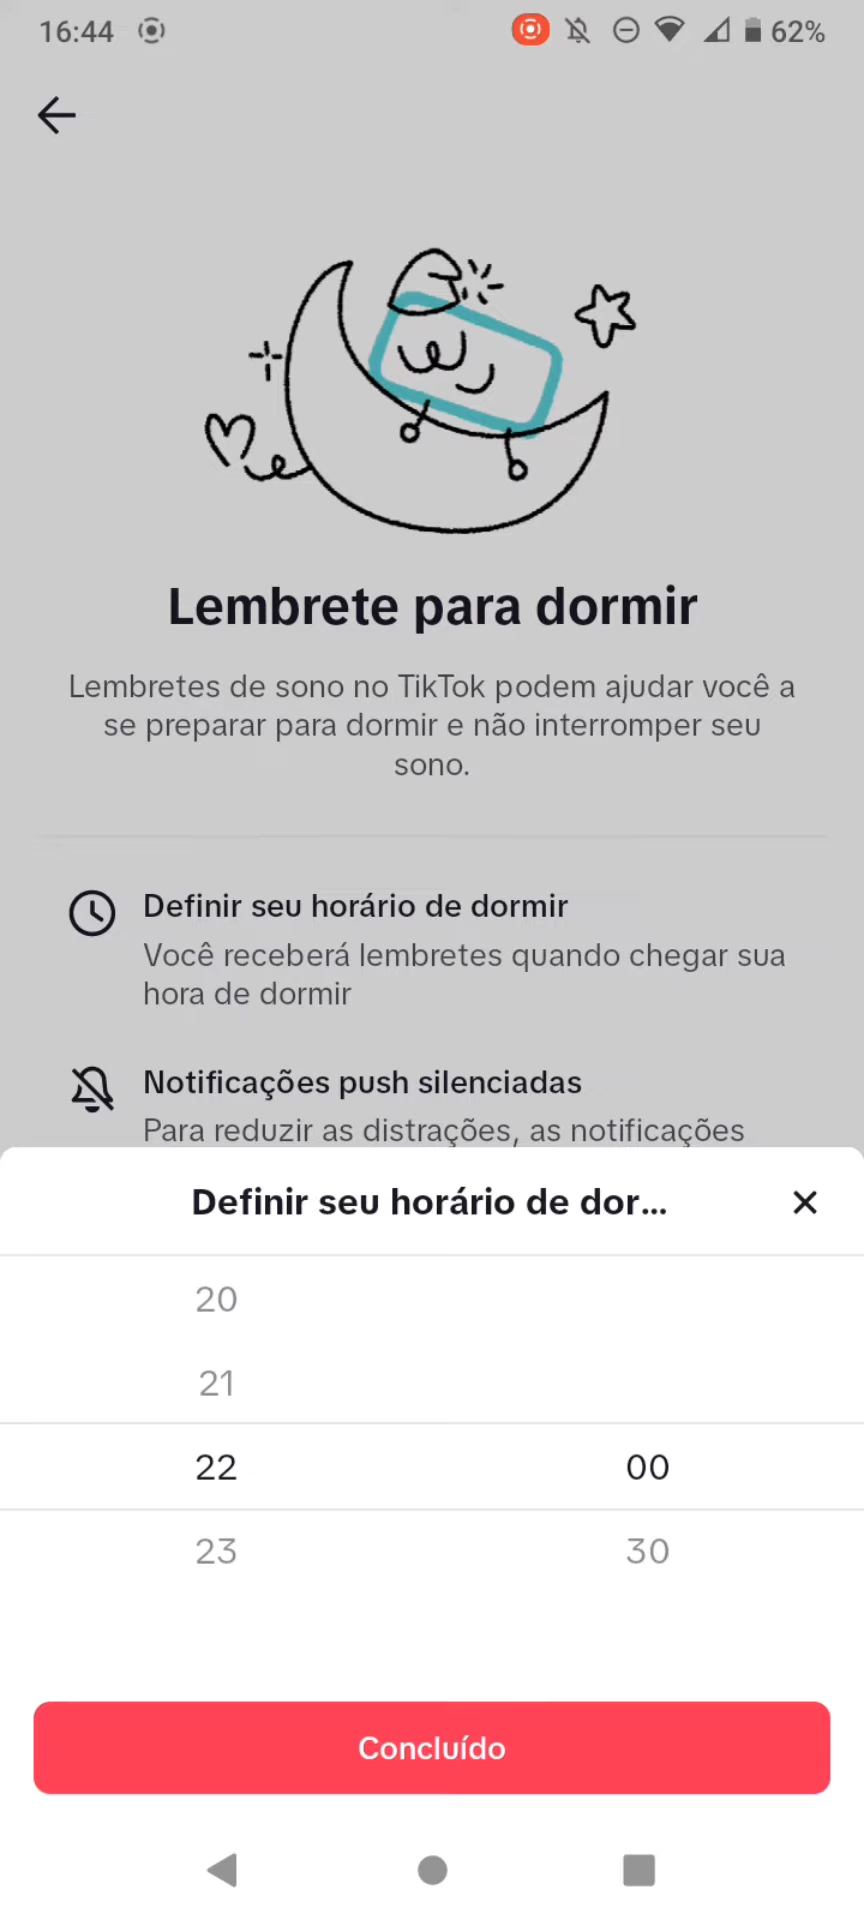 16:44
62%
Lembrete para dormir
Lembretes de sono no TikTok podem ajudar você a
se preparar para dormir e não interromper seu
sono.
Definir seu horário de dormir
Você receberá lembretes quando chegar sua
hora de dormir
Notificações push silenciadas
Para reduzir as distrações, as notificações
Definir seu horário de dor...
20
21
22 00
23 30
Concluído